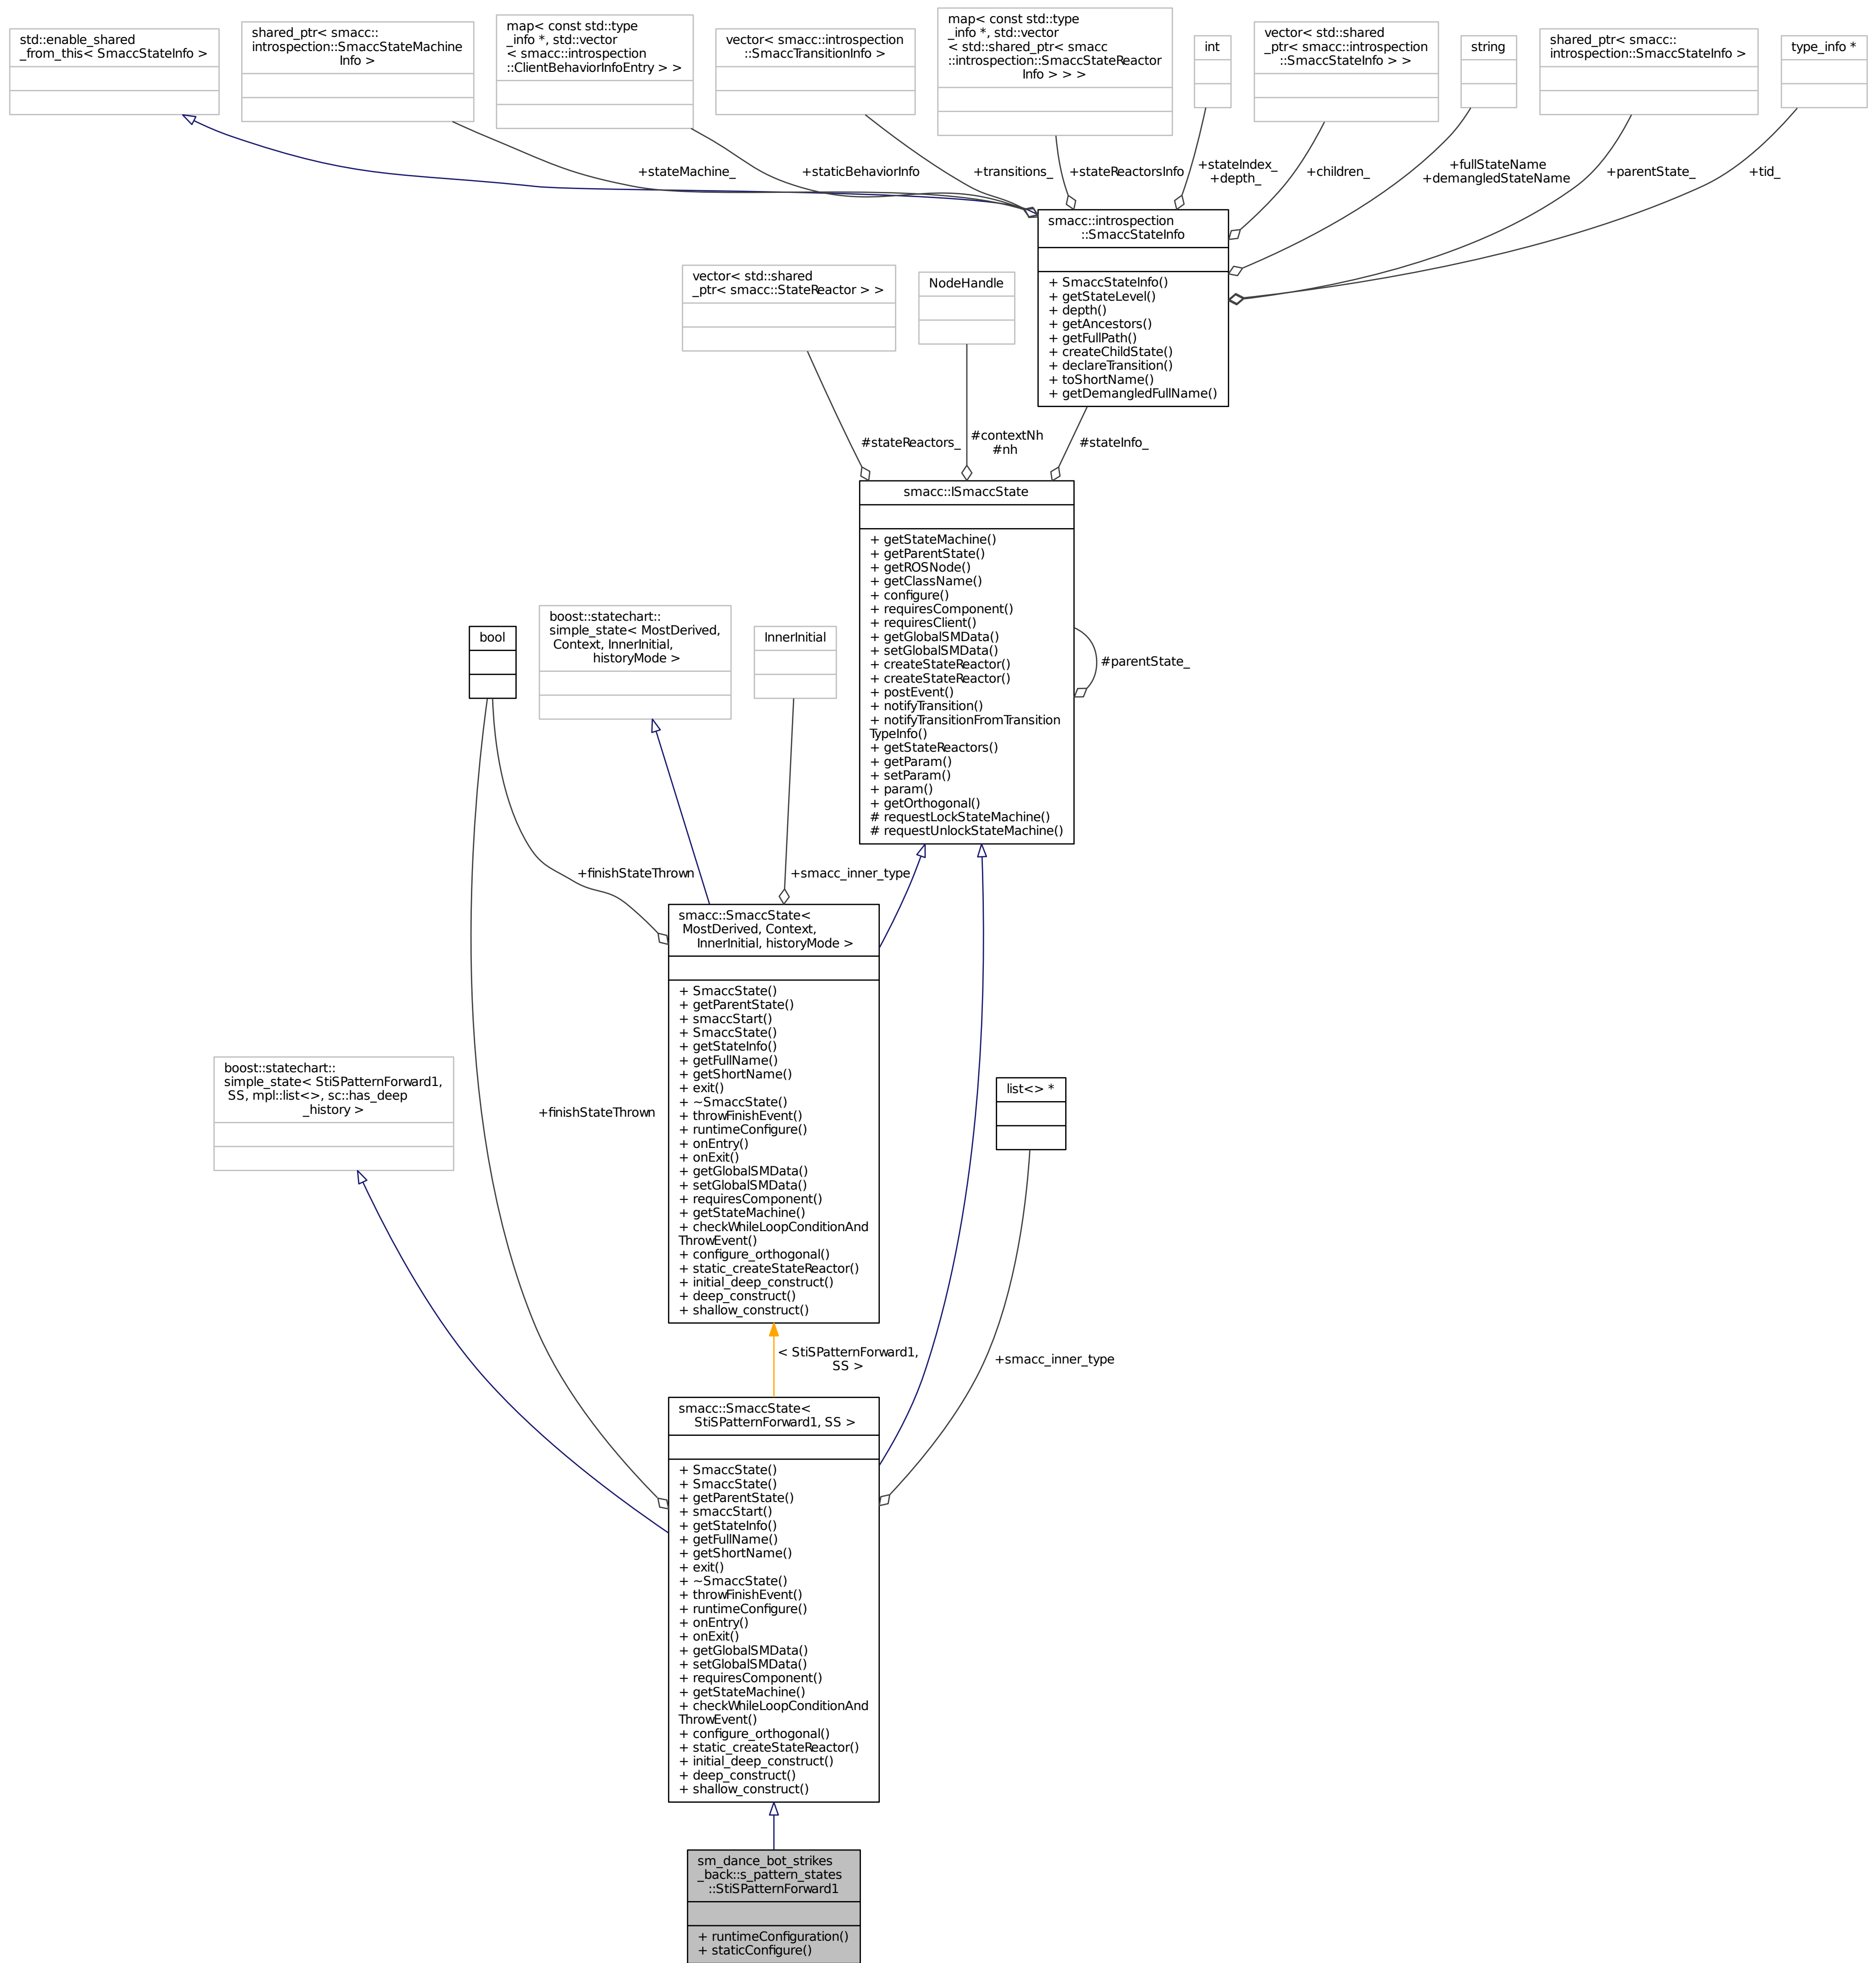 std::enable_shared
_from_this< SmaccStateInfo >
shared_ptr< smacc::
introspection::SmaccStateMachine
Info >
map< const std::type
_info *, std::vector
< smacc::introspection
::ClientBehaviorInfoEntry > >
vector< smacc::introspection
::SmaccTransitionInfo >
map< const std::type
_info *, std::vector
< std::shared_ptr< smacc
::introspection::SmaccStateReactor
Info > > >
int
vector< std::shared
_ptr< smacc::introspection
::SmaccStateInfo > >
string
shared_ptr< smacc::
introspection::SmaccStateInfo >
type_info *
+stateMachine_
+staticBehaviorInfo
+transitions_
+stateReactorsInfo
+stateIndex_
+depth_
+children_
+fullStateName
+demangledStateName
+parentState_
+tid_
smacc::introspection
::SmaccStateInfo
+ SmaccStateInfo()
+ getStateLevel()
+ depth()
+ getAncestors()
+ getFullPath()
+ createChildState()
+ declareTransition()
+ toShortName()
+ getDemangledFullName()
vector< std::shared
_ptr< smacc::StateReactor > >
NodeHandle
#stateReactors_
#contextNh
#nh
#stateInfo_
smacc::ISmaccState
+ getStateMachine()
+ getParentState()
+ getROSNode()
+ getClassName()
+ configure()
+ requiresComponent()
+ requiresClient()
+ getGlobalSMData()
+ setGlobalSMData()
+ createStateReactor()
+ createStateReactor()
+ postEvent()
+ notifyTransition()
+ notifyTransitionFromTransition
TypeInfo()
+ getStateReactors()
+ getParam()
+ setParam()
+ param()
+ getOrthogonal()
# requestLockStateMachine()
# requestUnlockStateMachine()
#parentState_
bool
boost::statechart::
simple_state< MostDerived,
Context, InnerInitial,
historyMode >
InnerInitial
+finishStateThrown
+smacc_inner_type
smacc::SmaccState<
MostDerived, Context,
InnerInitial, historyMode >
+ SmaccState()
+ getParentState()
+ smaccStart()
+ SmaccState()
+ getStateInfo()
+ getFullName()
+ getShortName()
+ exit()
+ ~SmaccState()
+ throwFinishEvent()
+ runtimeConfigure()
+ onEntry()
+ onExit()
+ getGlobalSMData()
+ setGlobalSMData()
+ requiresComponent()
+ getStateMachine()
+ checkWhileLoopConditionAnd
ThrowEvent()
+ configure_orthogonal()
+ static_createStateReactor()
+ initial_deep_construct()
+ deep_construct()
+ shallow_construct()
boost::statechart::
simple_state< StiSPatternForward1,
SS, mpl::list<>, sc::has_deep
_history >
+finishStateThrown
list<> *
< StiSPatternForward1,
SS >
+smacc_inner_type
smacc::SmaccState<
StiSPatternForward1, SS >
+ SmaccState()
+ SmaccState()
+ getParentState()
+ smaccStart()
+ getStateInfo()
+ getFullName()
+ getShortName()
+ exit()
+ ~SmaccState()
+ throwFinishEvent()
+ runtimeConfigure()
+ onEntry()
+ onExit()
+ getGlobalSMData()
+ setGlobalSMData()
+ requiresComponent()
+ getStateMachine()
+ checkWhileLoopConditionAnd
ThrowEvent()
+ configure_orthogonal()
+ static_createStateReactor()
+ initial_deep_construct()
+ deep_construct()
+ shallow_construct()
sm_dance_bot_strikes
_back::s_pattern_states
::StiSPatternForward1
+ runtimeConfiguration()
+ staticConfigure()